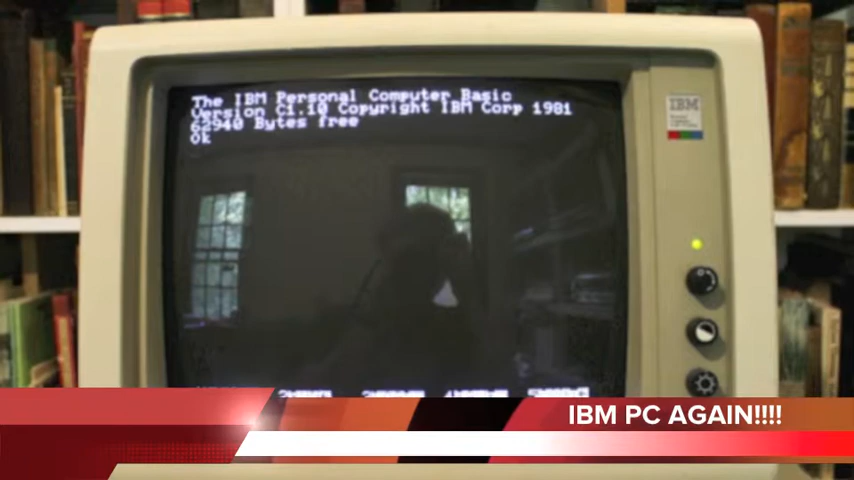 The IBM Personal Computer Basic
Version C1.10 Copyright IBM Corp 1981
62940 Bytes free
Ok
IBM
IBM PC AGAIN!!!!